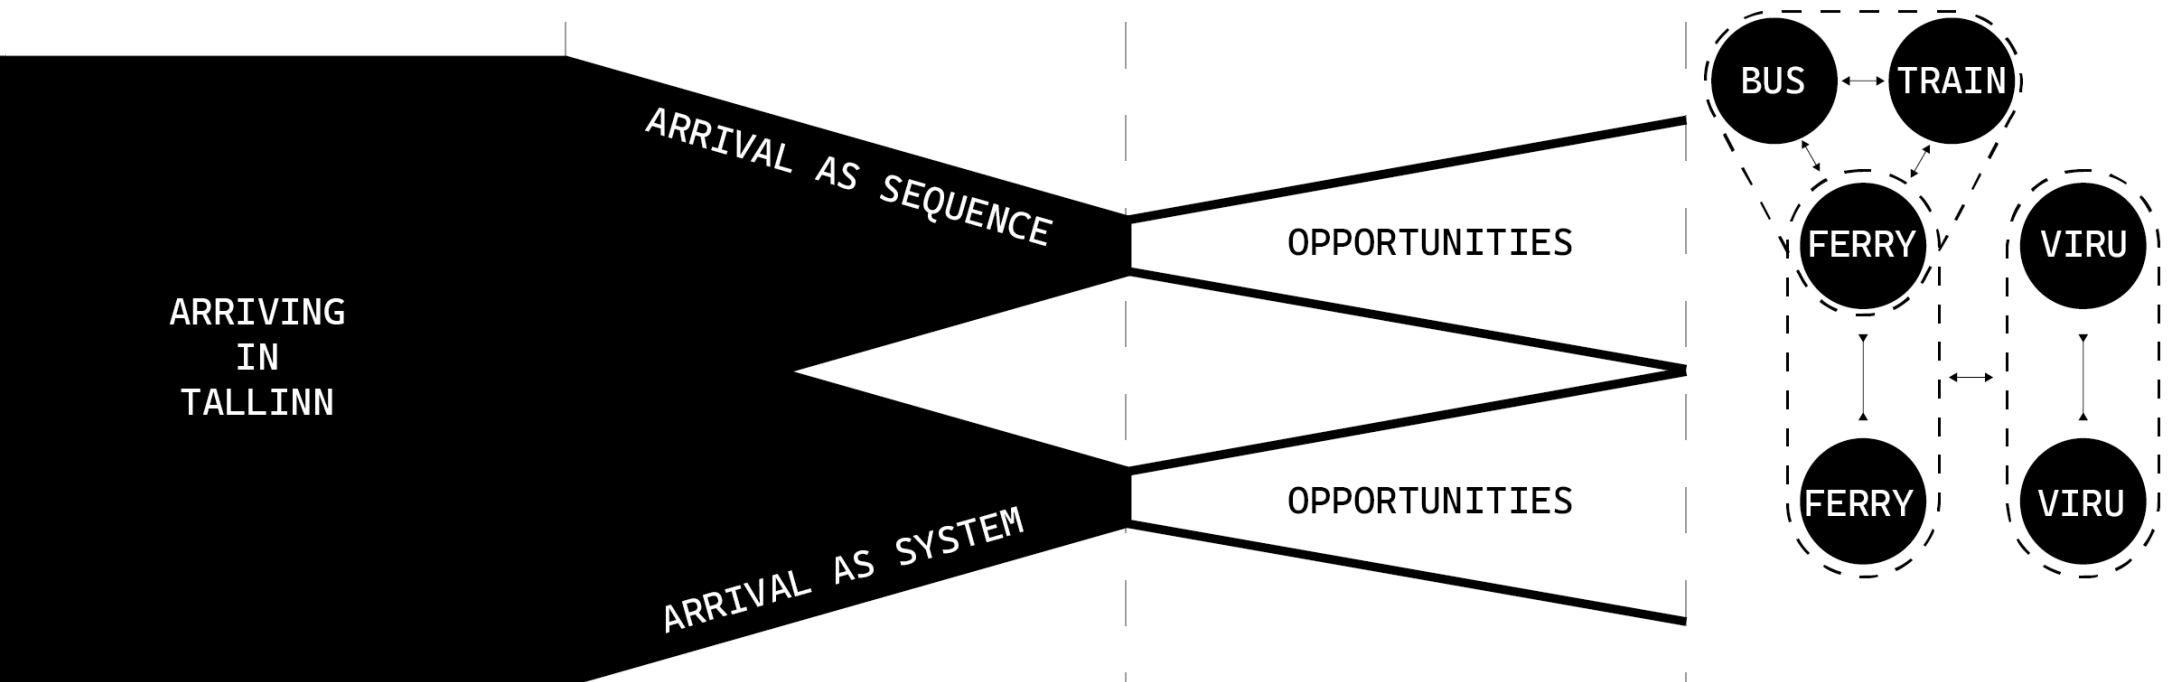 ARRIVING
IN
TALLINN
ARRIVAL AS SEQUENCE
ARRIVAL AS SYSTEM
OPPORTUNITIES
OPPORTUNITIES
BUS
TRAIN
FERRY
VIRU
FERRY
VIRU